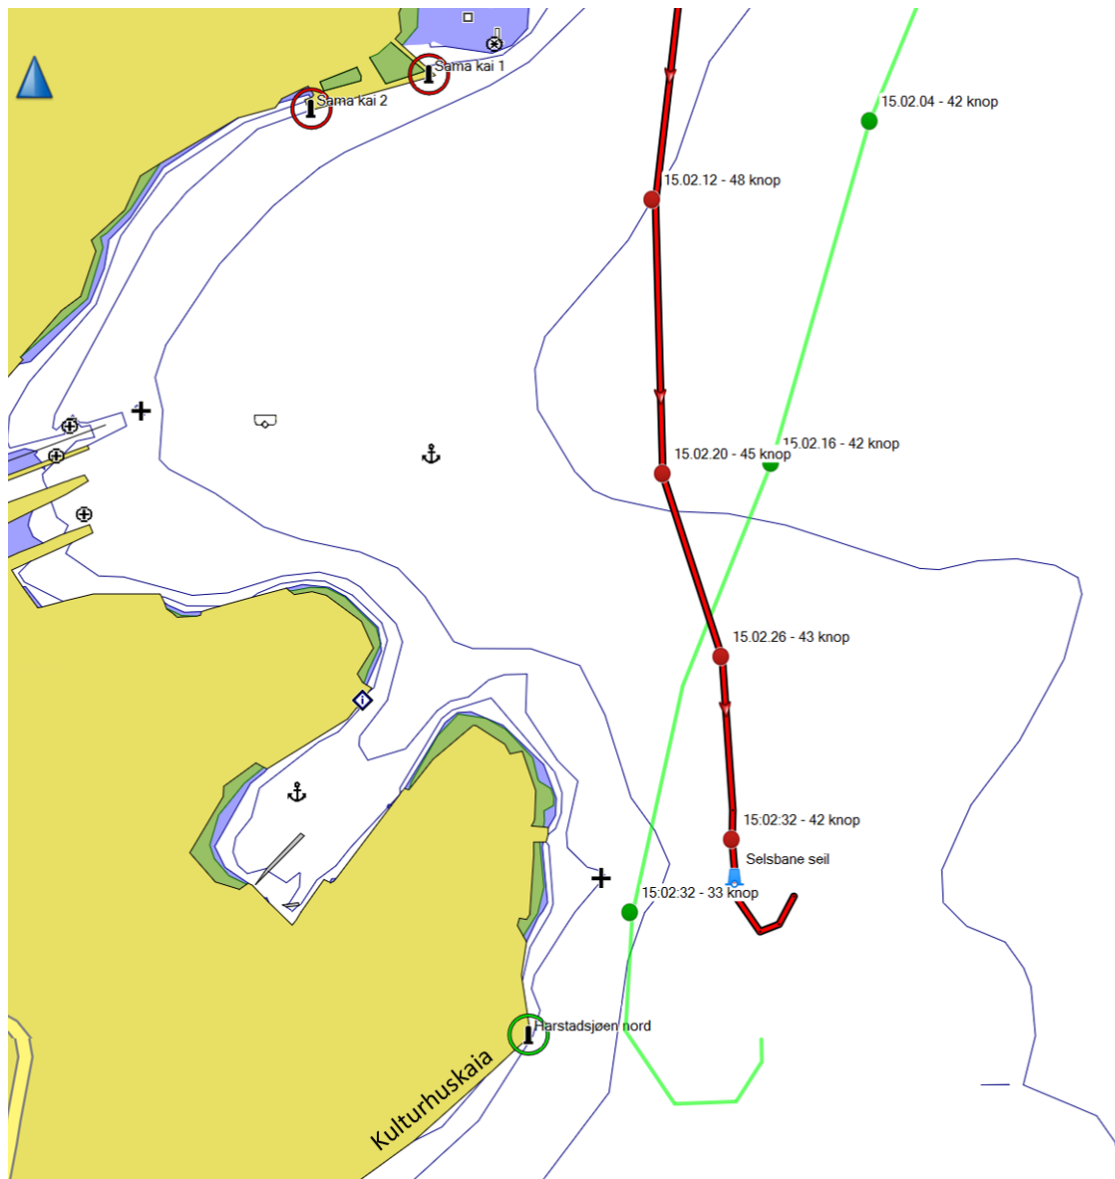 Sama kai 1
Sama kai 2
15.02.04 - 42 knop
15.02.12 - 48 knop
15.02.16 - 42 knop
15.02.20 - 45 knop
15.02.26 - 43 knop
15:02:32 - 42 knop
Selsbane seil
15:02:32 - 33 knop
Harstadsjøen nord
Kulturhuskaia